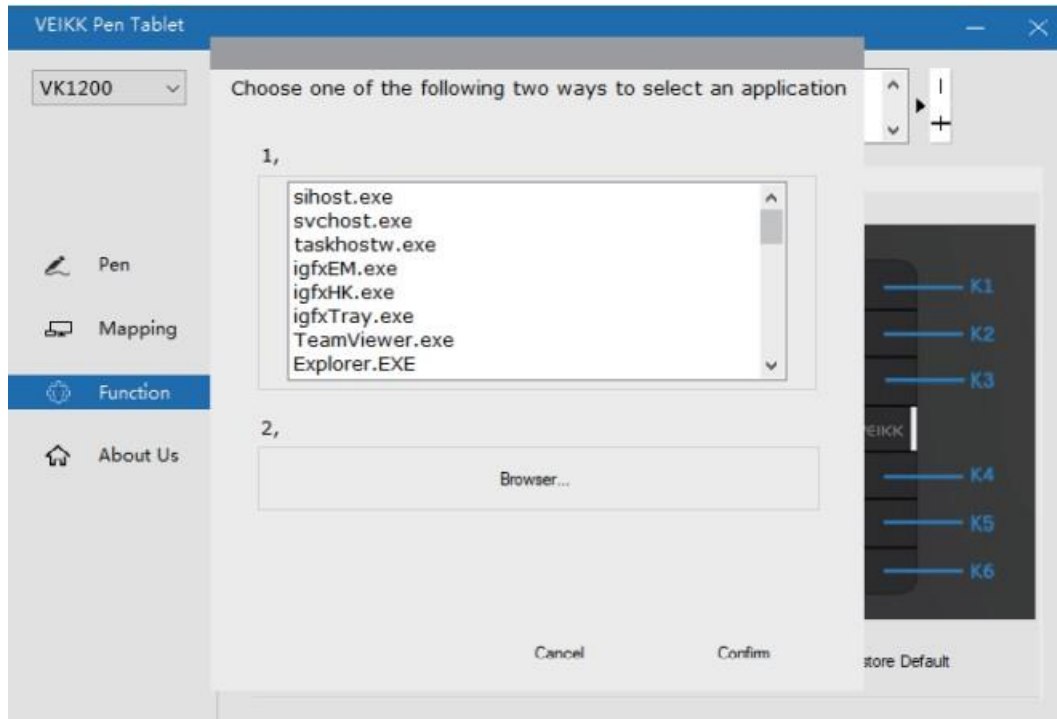 VEIKK Pen Tablet
VK1200
Choose one of the following two ways to select an application
1,
sihost.exe
svchost.exe
taskhostw.exe
igfxEM.exe
igfxHK.exe
igfxTray.exe
TeamViewer.exe
Explorer.EXE
Pen
Mapping
Function
About Us
2,
Browser...
Cancel
Confirm
K1
K2
K3
VEIKK
K4
K5
K6
store Default